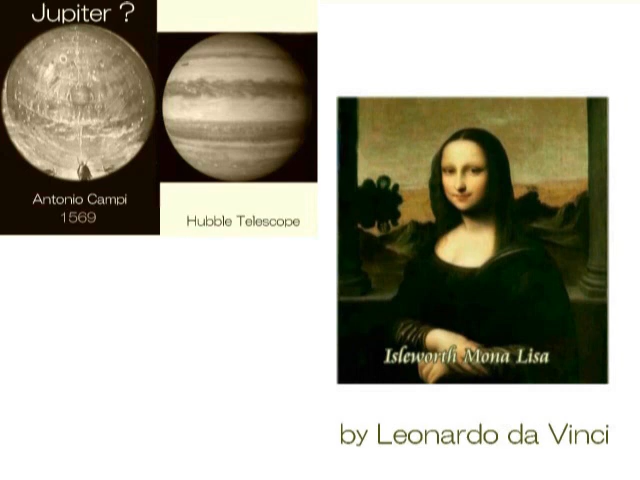 Jupiter ?
Antonio Campi
1569
Hubble Telescope
Isleworth Mona Lisa
by Leonardo da Vinci